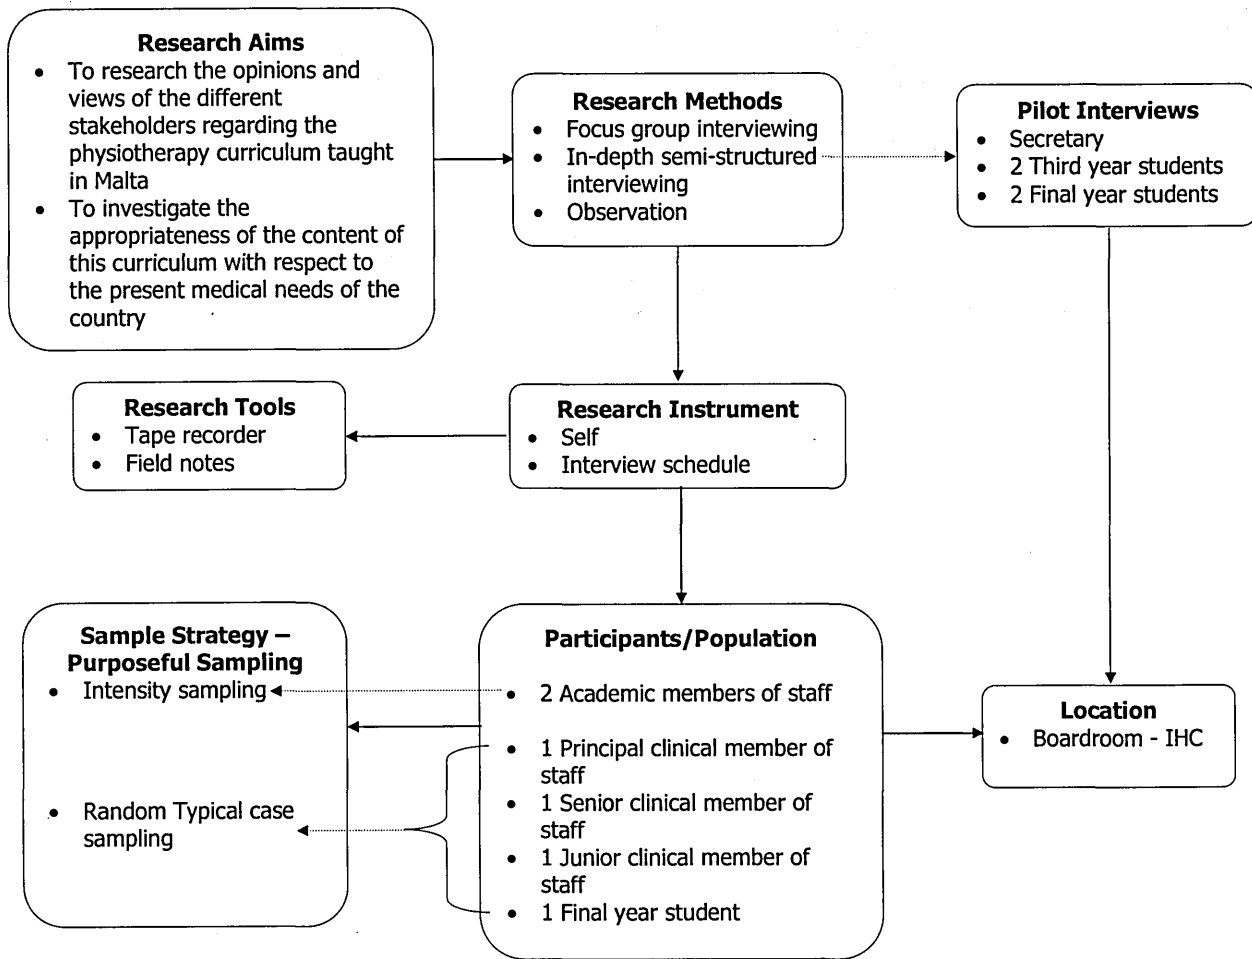 Research Aims
• To research the opinions and
views of the different
stakeholders regarding the
physiotherapy curriculum taught
in Malta
• To investigate the
appropriateness of the content of
this curriculum with respect to
the present medical needs of the
country
Research Methods
• Focus group interviewing
• In-depth semi-structured
interviewing
• Observation
Pilot Interviews
• Secretary
• 2 Third year students
• 2 Final year students
Research Tools
• Tape recorder
• Field notes
Research Instrument
• Self
• Interview schedule
Sample Strategy –
Purposeful Sampling
• Intensity sampling
• Random Typical case
sampling
Participants/Population
• 2 Academic members of staff
• 1 Principal clinical member of
staff
• 1 Senior clinical member of
staff
• 1 Junior clinical member of
staff
• 1 Final year student
Location
• Boardroom - IHC